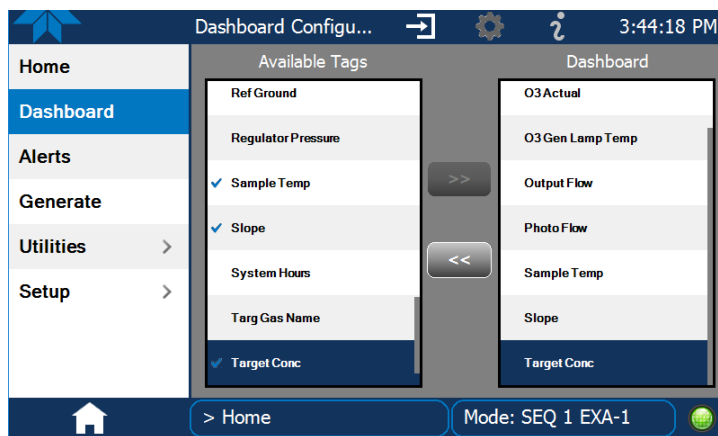 Dashboard Configu... 3:44:18 PM
Home
Dashboard
Alerts
Generate
Utilities >
Setup >
Available Tags
Ref Ground
Regulator Pressure
Sample Temp
Slope
System Hours
Targ Gas Name
Target Conc
>>
<<
Dashboard
O3 Actual
O3 Gen Lamp Temp
Output Flow
Photo Flow
Sample Temp
Slope
Target Conc
> Home
Mode: SEQ 1 EXA-1